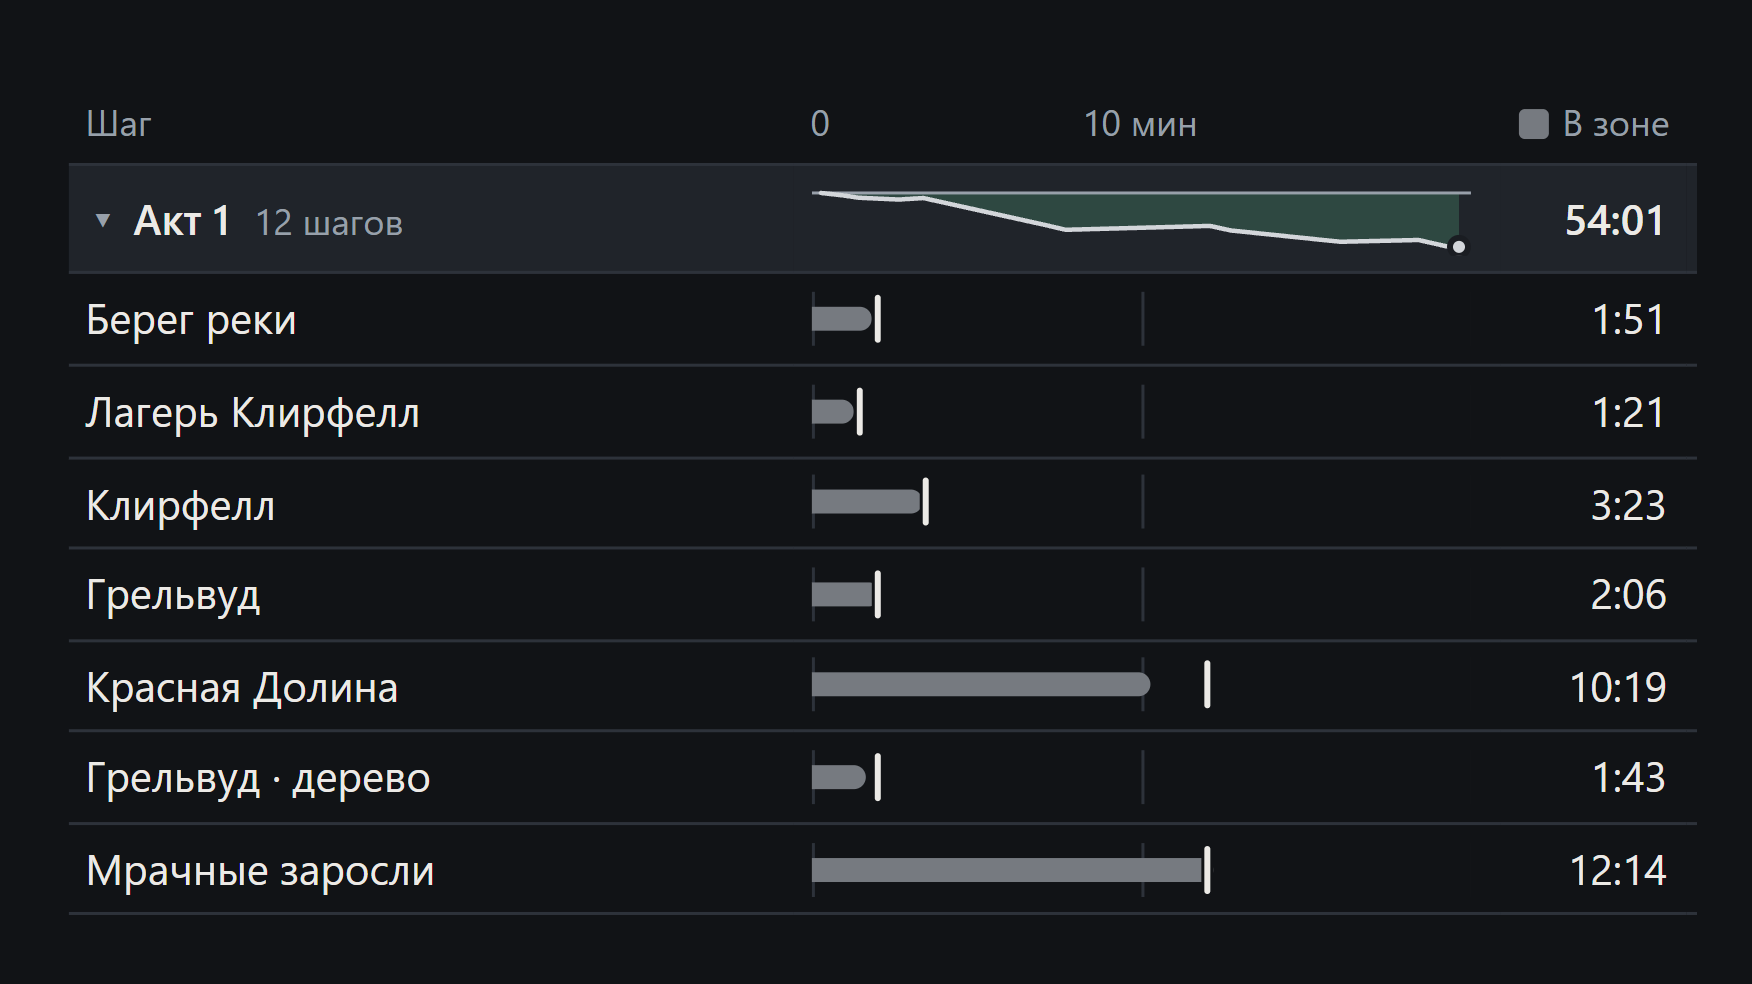 Шаг 0 10 мин В зоне
▼ Акт 1 12 шагов 54:01
Берег реки 1:51
Лагерь Клирфелл 1:21
Клирфелл 3:23
Грельвуд 2:06
Красная Долина 10:19
Грельвуд · дерево 1:43
Мрачные заросли 12:14